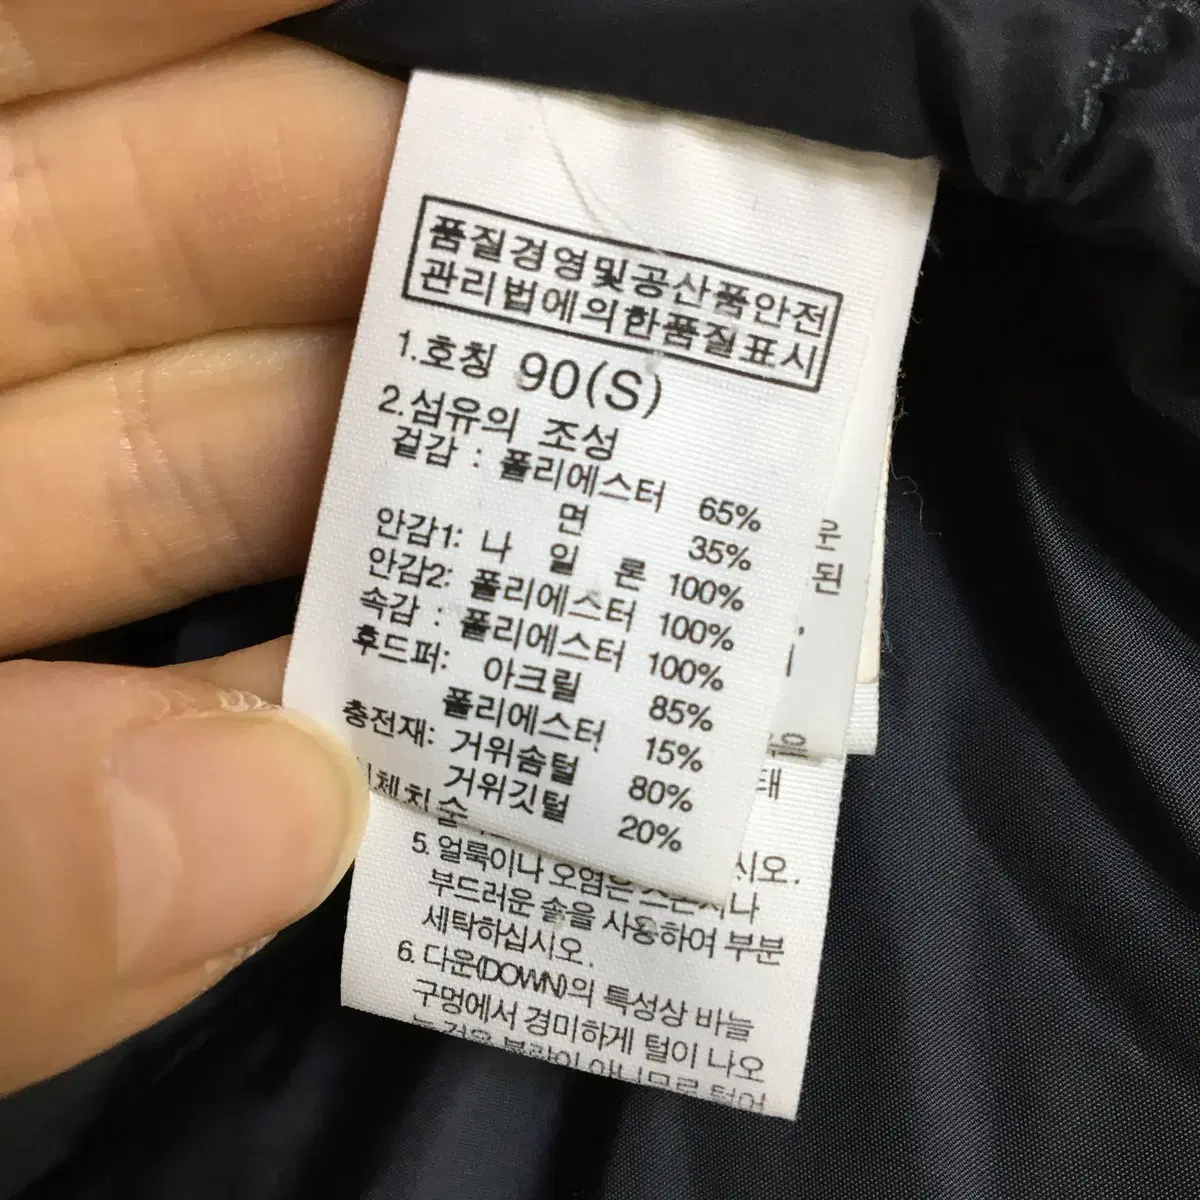 품질경영및공산품안전
관리법에의한품질표시
1.호칭 90(S)
2.섬유의 조성
겉감 : 폴리에스터 65%
면 35%
안감1: 나 일 론 100%
안감2: 폴리에스터 100%
속감 : 폴리에스터 100%
후드퍼: 아크릴 85%
폴리에스터 15%
충전재: 거위솜털 80%
거위깃털 20%
된
태
시오.
5. 얼룩이나 오염은
부드러운 솔을 사용하여 부분
세탁하십시오.
6. 다운(DOWN)의 특성상 바늘
구멍에서 경미하게 털이 나오